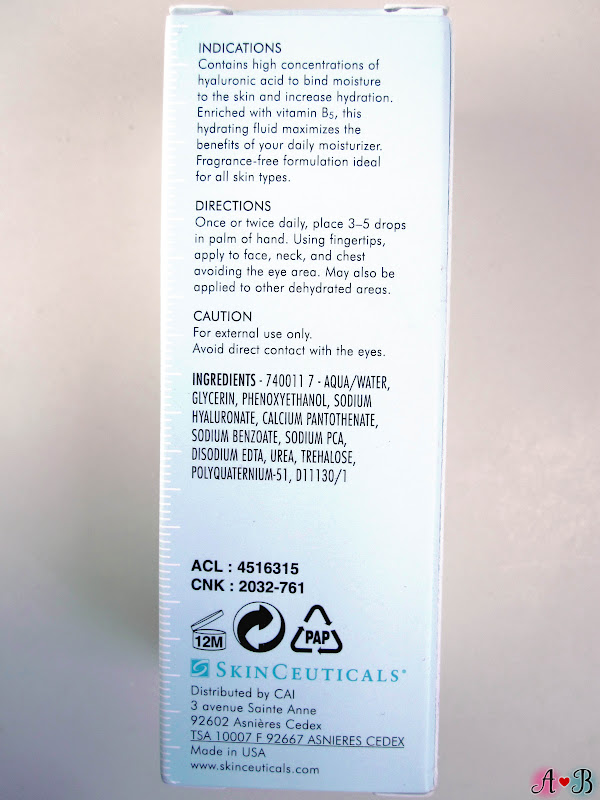 INDICATIONS
Contains high concentrations of
hyaluronic acid to bind moisture
to the skin and increase hydration.
Enriched with vitamin B5, this
hydrating fluid maximizes the
benefits of your daily moisturizer.
Fragrance-free formulation ideal
for all skin types.
DIRECTIONS
Once or twice daily, place 3–5 drops
in palm of hand. Using fingertips,
apply to face, neck, and chest
avoiding the eye area. May also be
applied to other dehydrated areas.
CAUTION
For external use only.
Avoid direct contact with the eyes.
INGREDIENTS - 740011 7 - AQUA/WATER,
GLYCERIN, PHENOXYETHANOL, SODIUM
HYALURONATE, CALCIUM PANTOTHENATE,
SODIUM BENZOATE, SODIUM PCA,
DISODIUM EDTA, UREA, TREHALOSE,
POLYQUATERNIUM-51, D11130/1
ACL : 4516315
CNK : 2032-761
12M
PAP
SKINCEUTICALS®
Distributed by CAI
3 avenue Sainte Anne
92602 Asnières Cedex
TSA 10007 F 92667 ASNIERES CEDEX
Made in USA
www.skinceuticals.com
A♥B